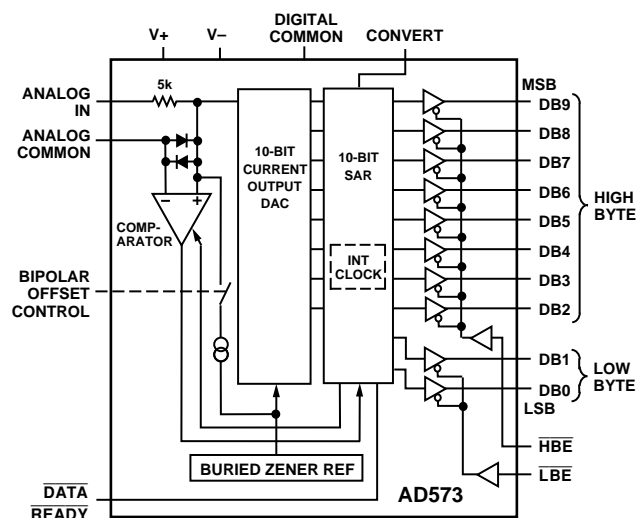 DIGITAL
COMMON
V+
V–
CONVERT
ANALOG
IN
5k
ANALOG
COMMON
10-BIT
CURRENT
OUTPUT
DAC
10-BIT
SAR
MSB
DB9
DB8
DB7
DB6
DB5
DB4
DB3
DB2
HIGH
BYTE
–
+
COMP-
ARATOR
INT
CLOCK
BIPOLAR
OFFSET
CONTROL
DB1
DB0
LOW
BYTE
LSB
HBE
LBE
BURIED ZENER REF
AD573
DATA
READY